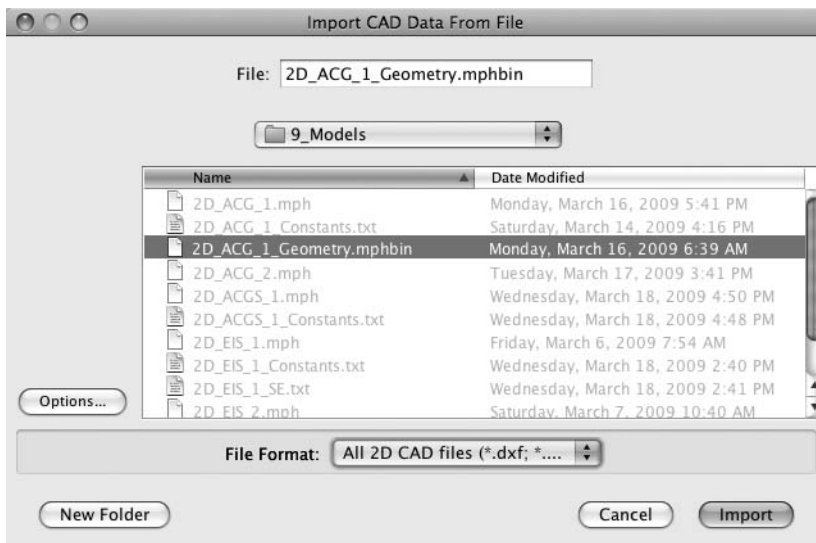 Import CAD Data From File
File: 2D_ACG_1_Geometry.mphbin
9_Models
Name Date Modified
2D_ACG_1.mph Monday, March 16, 2009 5:41 PM
2D_ACG_1_Constants.txt Saturday, March 14, 2009 4:16 PM
2D_ACG_1_Geometry.mphbin Monday, March 16, 2009 6:39 AM
2D_ACG_2.mph Tuesday, March 17, 2009 3:41 PM
2D_ACGS_1.mph Wednesday, March 18, 2009 4:50 PM
2D_ACGS_1_Constants.txt Wednesday, March 18, 2009 4:48 PM
2D_EIS_1.mph Friday, March 6, 2009 7:54 AM
2D_EIS_1_Constants.txt Wednesday, March 18, 2009 2:40 PM
2D_EIS_1_SE.txt Wednesday, March 18, 2009 2:41 PM
2D_EIS_2.mph Saturday, March 7, 2009 10:40 AM
Options...
File Format: All 2D CAD files (*.dxf; *....
New Folder Cancel Import